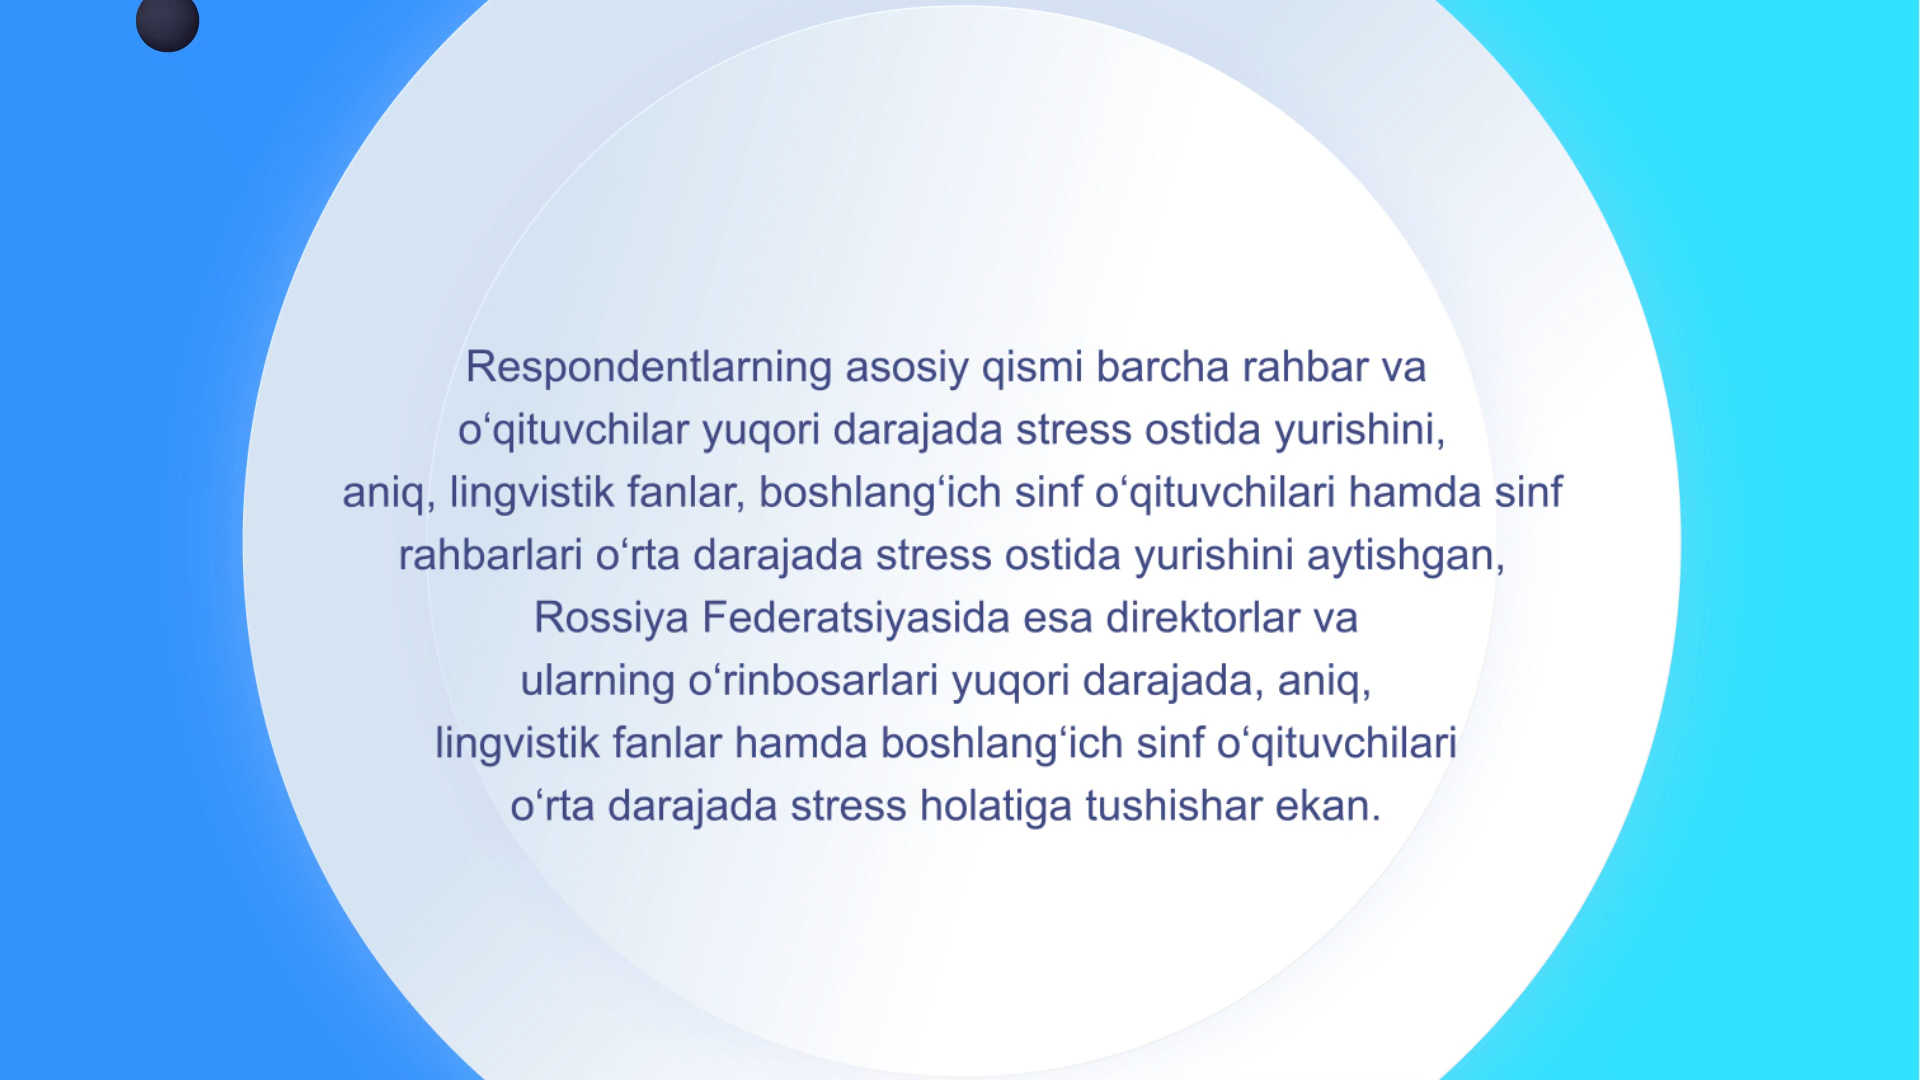 Respondentlarning asosiy qismi barcha rahbar va
o‘qituvchilar yuqori darajada stress ostida yurishini,
aniq, lingvistik fanlar, boshlang‘ich sinf o‘qituvchilari hamda sinf
rahbarlari o‘rta darajada stress ostida yurishini aytishgan,
Rossiya Federatsiyasida esa direktorlar va
ularning o‘rinbosarlari yuqori darajada, aniq,
lingvistik fanlar hamda boshlang‘ich sinf o‘qituvchilari
o‘rta darajada stress holatiga tushishar ekan.